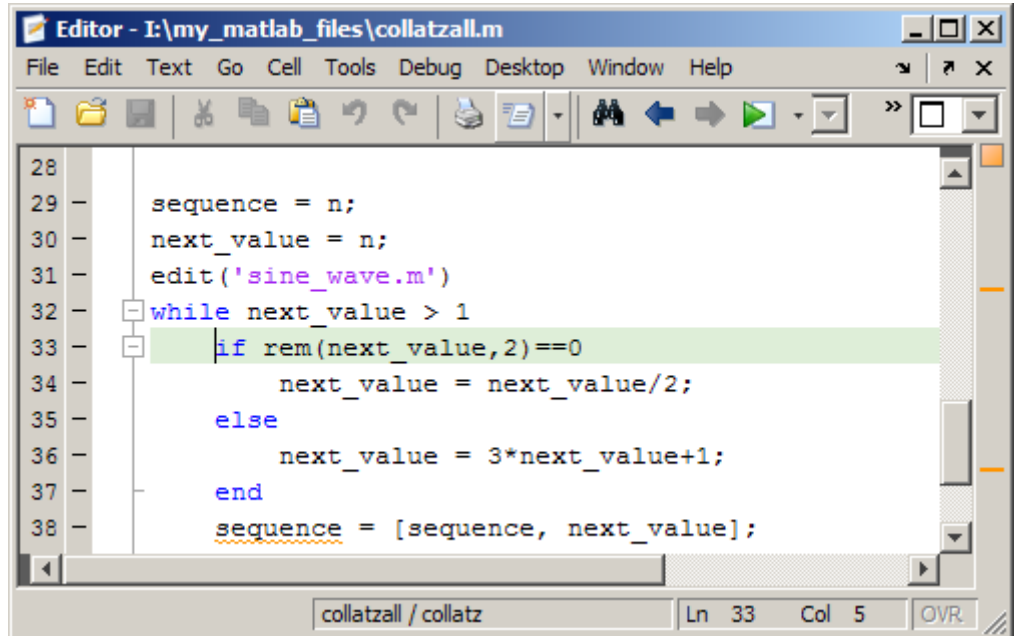 Editor - I:\my_matlab_files\collatzall.m
File Edit Text Go Cell Tools Debug Desktop Window Help
28
29 - sequence = n;
30 - next_value = n;
31 - edit('sine_wave.m')
32 - while next_value > 1
33 - if rem(next_value,2)==0
34 - next_value = next_value/2;
35 - else
36 - next_value = 3*next_value+1;
37 - end
38 - sequence = [sequence, next_value];
collatzall / collatz Ln 33 Col 5 OVR